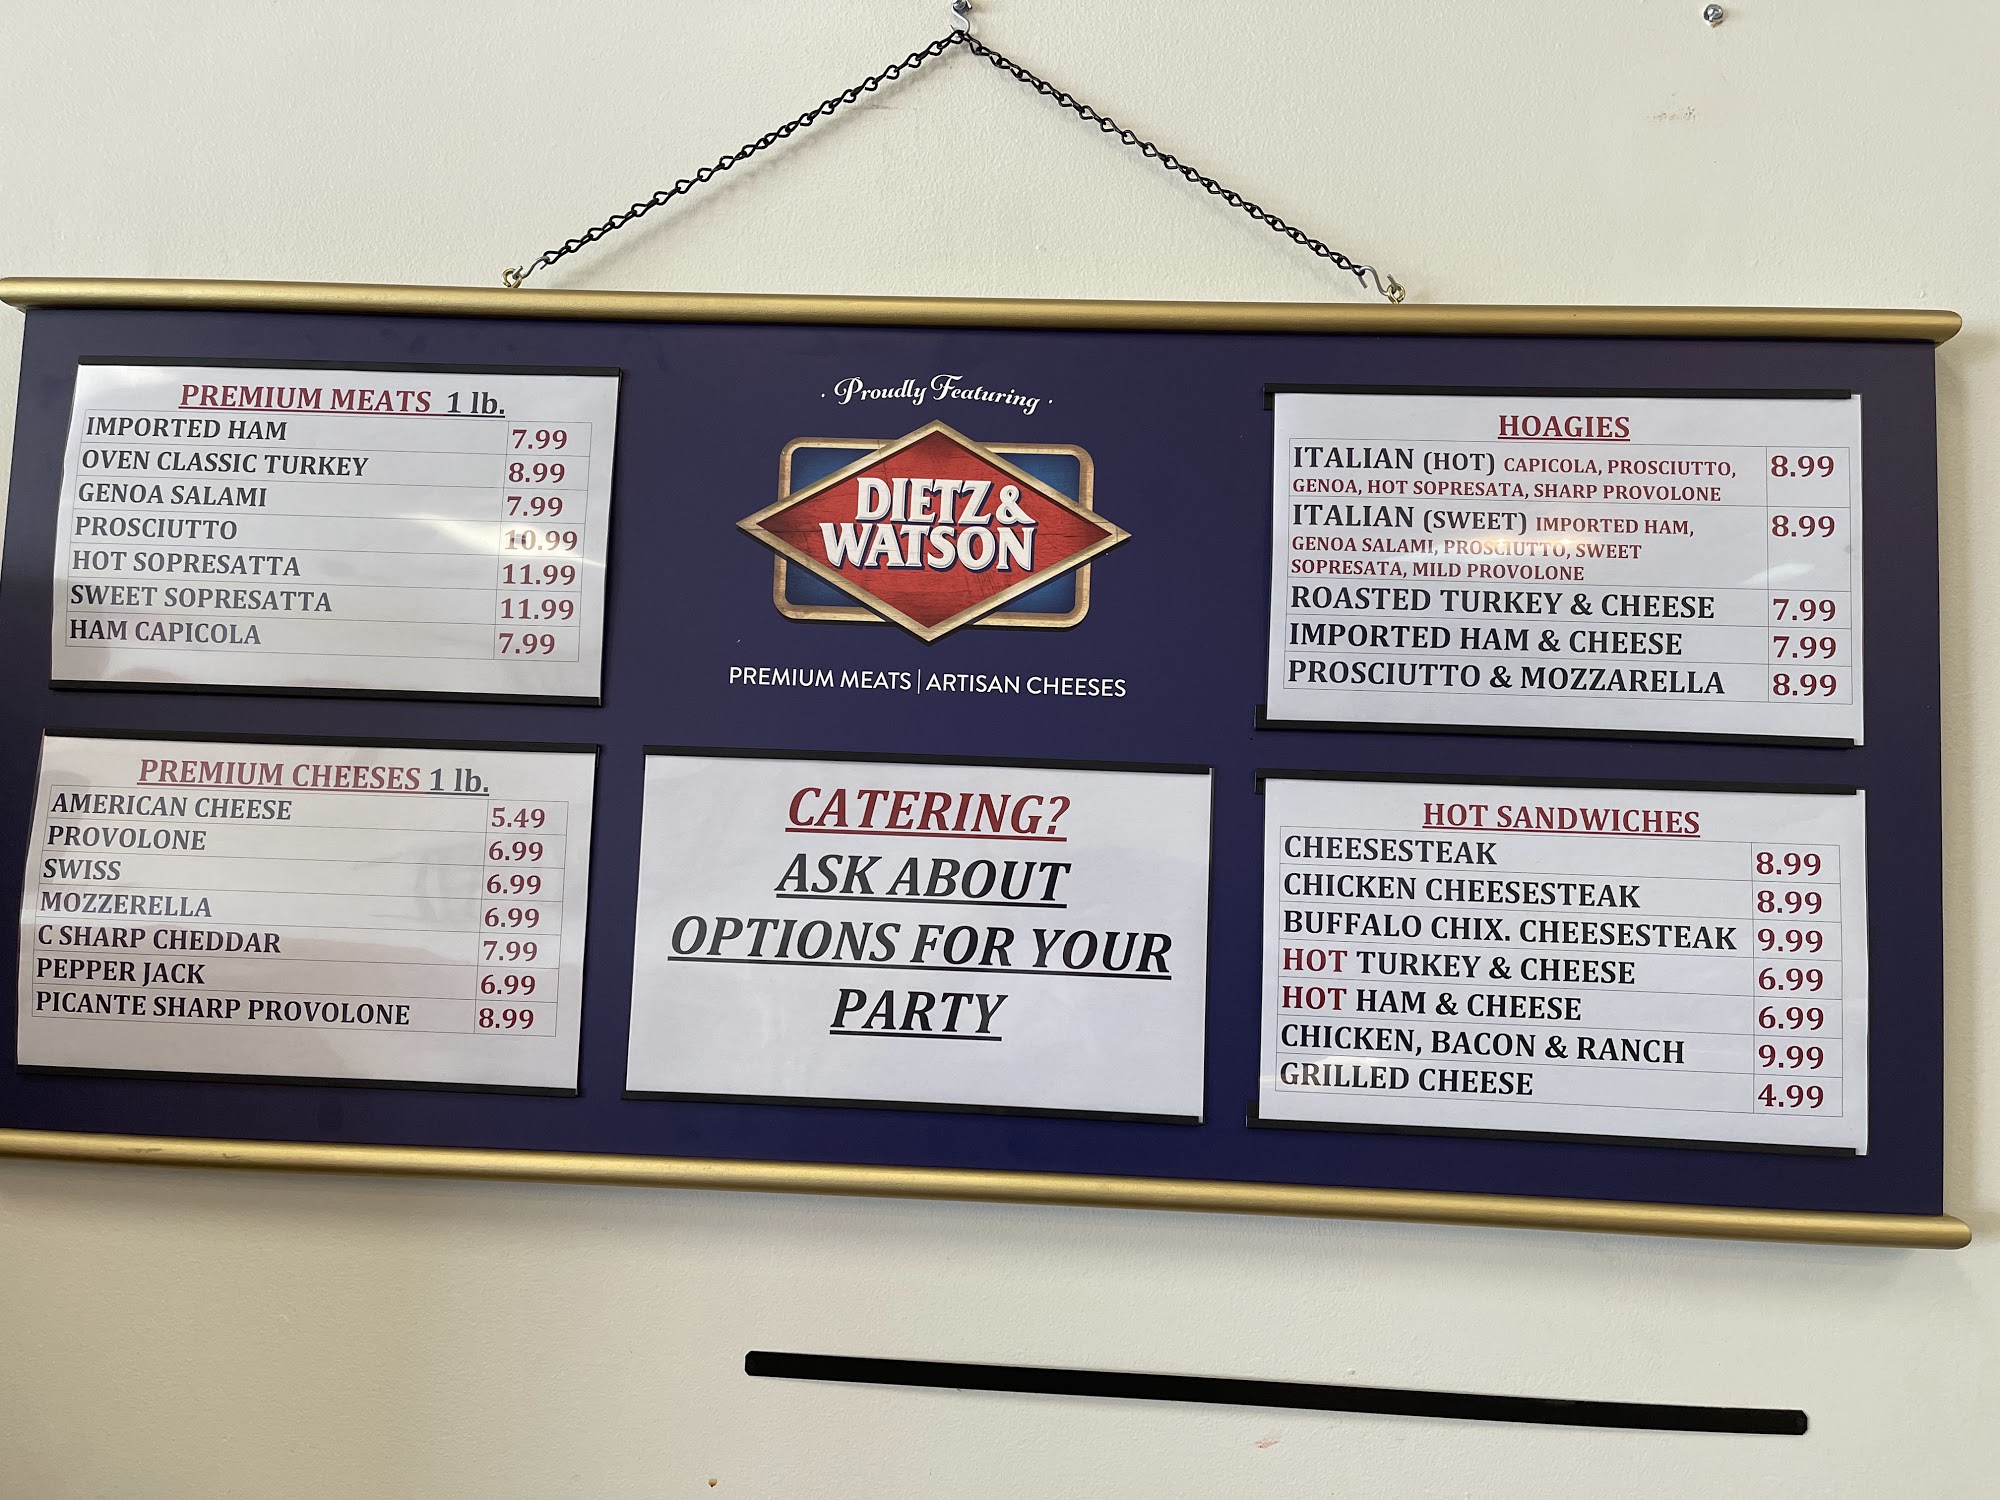 PREMIUM MEATS 1 lb.
IMPORTED HAM 7.99
OVEN CLASSIC TURKEY 8.99
GENOA SALAMI 7.99
PROSCIUTTO 10.99
HOT SOPRESATTA 11.99
SWEET SOPRESATTA 11.99
HAM CAPICOLA 7.99
PREMIUM CHEESES 1 lb.
AMERICAN CHEESE 5.49
PROVOLONE 6.99
SWISS 6.99
MOZZERELLA 6.99
C SHARP CHEDDAR 7.99
PEPPER JACK 6.99
PICANTE SHARP PROVOLONE 8.99
· Proudly Featuring ·
DIETZ &
WATSON
PREMIUM MEATS | ARTISAN CHEESES
CATERING?
ASK ABOUT
OPTIONS FOR YOUR
PARTY
HOAGIES
ITALIAN (HOT) CAPICOLA, PROSCIUTTO, 8.99
GENOA, HOT SOPRESATA, SHARP PROVOLONE
ITALIAN (SWEET) IMPORTED HAM, 8.99
GENOA SALAMI, PROSCIUTTO, SWEET
SOPRESATA, MILD PROVOLONE
ROASTED TURKEY & CHEESE 7.99
IMPORTED HAM & CHEESE 7.99
PROSCIUTTO & MOZZARELLA 8.99
HOT SANDWICHES
CHEESESTEAK 8.99
CHICKEN CHEESESTEAK 8.99
BUFFALO CHIX. CHEESESTEAK 9.99
HOT TURKEY & CHEESE 6.99
HOT HAM & CHEESE 6.99
CHICKEN, BACON & RANCH 9.99
GRILLED CHEESE 4.99